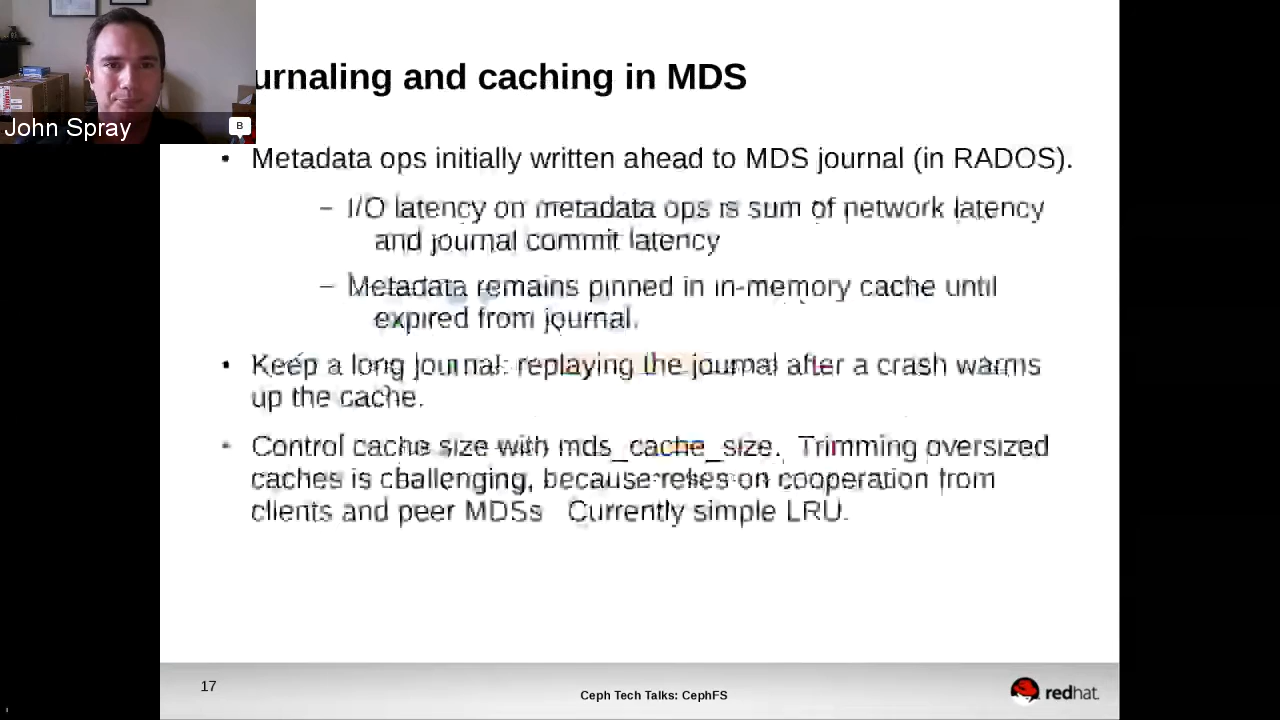 urnaling and caching in MDS
John Spray
B
• Metadata ops initially written ahead to MDS journal (in RADOS).
– I/O latency on metadata ops is sum of network latency
and journal commit latency
– Metadata remains pinned in in-memory cache until
expired from journal.
• Keep a long journal: replaying the journal after a crash warms
up the cache.
• Control cache size with mds_cache_size. Trimming oversized
caches is challenging, because relies on cooperation from
clients and peer MDSs Currently simple LRU.
17
Ceph Tech Talks: CephFS
redhat.